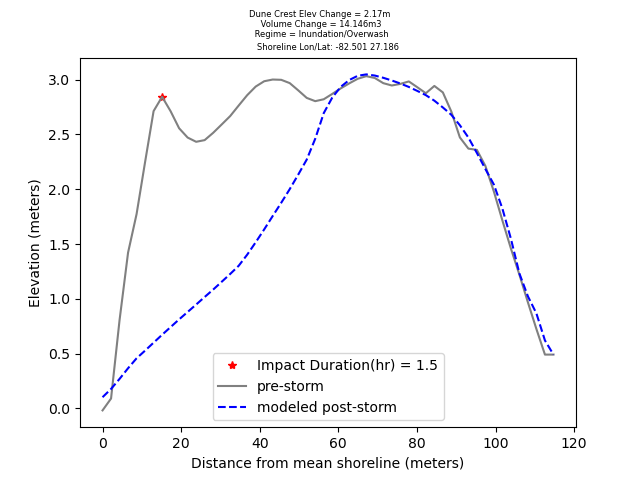 Dune Crest Elev Change = 2.17m
Volume Change = 14.146m3
Regime = Inundation/Overwash
Shoreline Lon/Lat: -82.501 27.186
3.0
2.5
2.0
1.5
1.0
0.5
0.0
Elevation (meters)
Impact Duration(hr) = 1.5
pre-storm
modeled post-storm
0 20 40 60 80 100 120
Distance from mean shoreline (meters)